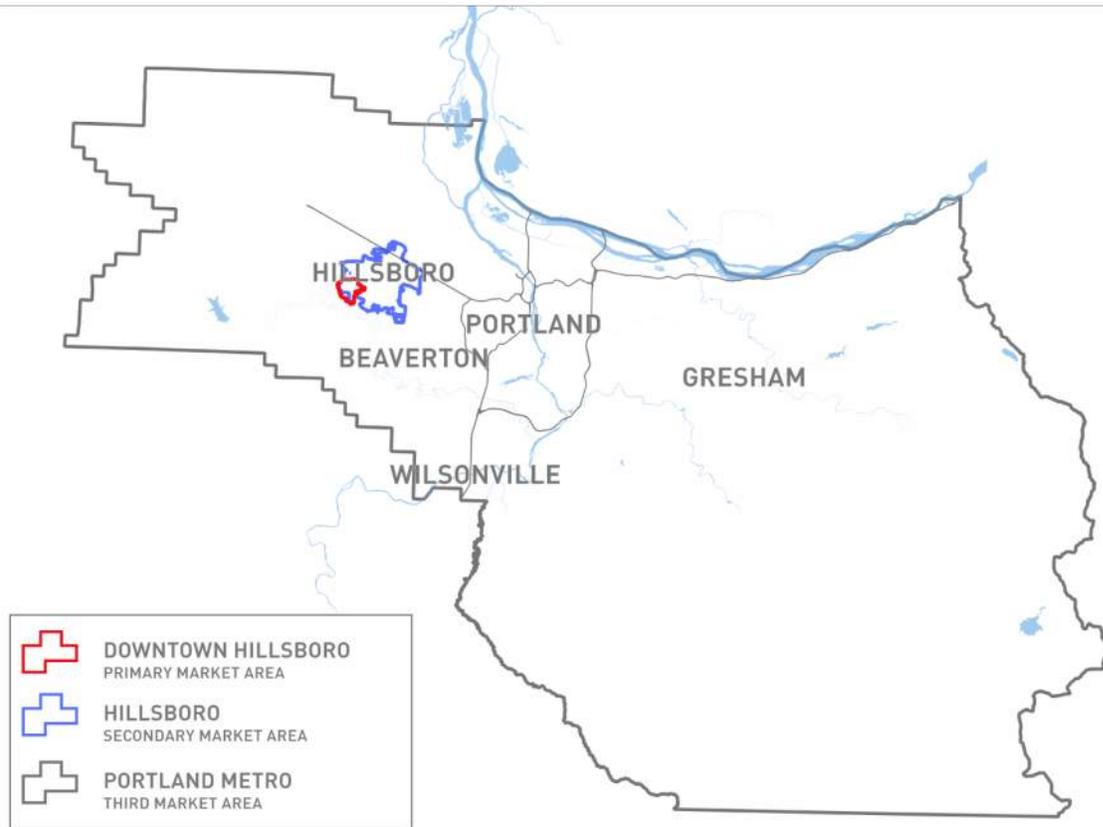 HILLSBORO
PORTLAND
BEAVERTON
GRESHAM
WILSONVILLE
DOWNTOWN HILLSBORO
PRIMARY MARKET AREA
HILLSBORO
SECONDARY MARKET AREA
PORTLAND METRO
THIRD MARKET AREA